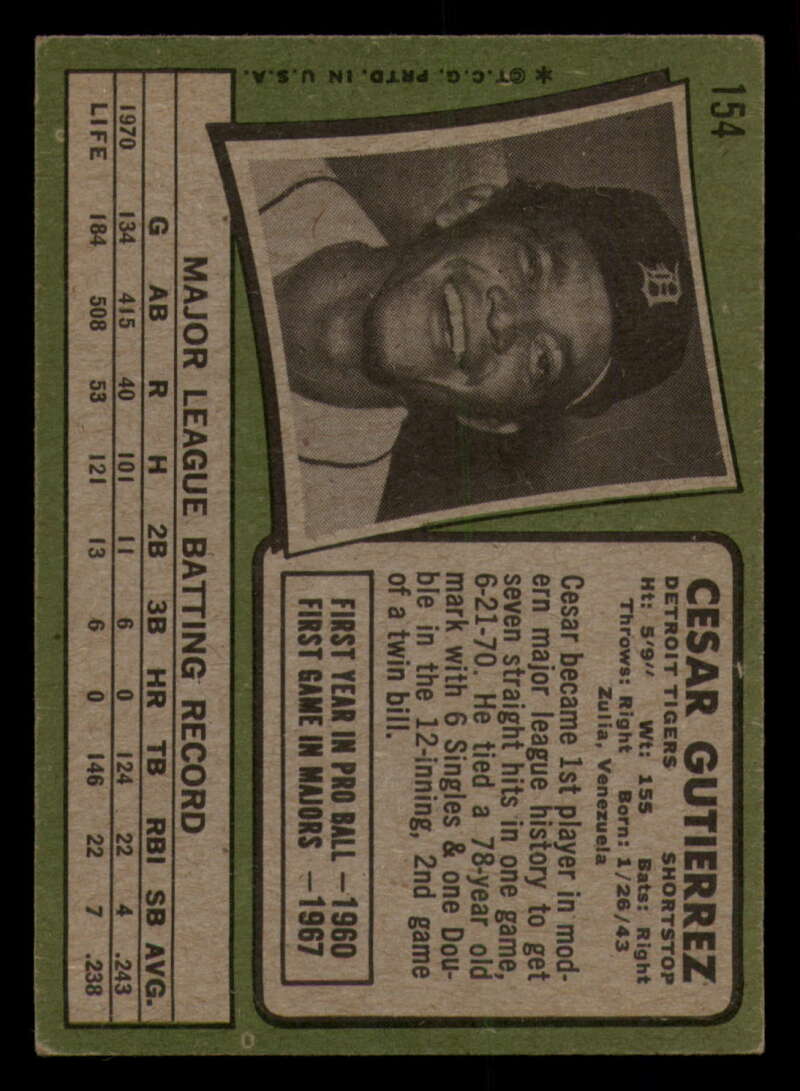 154
CESAR GUTIERREZ
DETROIT TIGERS SHORTSTOP
Ht: 5'9" Wt: 155 Bats: Right
Throws: Right Born: 1/26/43
Zulia, Venezuela
Cesar became 1st player in mod-
ern major league history to get
seven straight hits in one game,
6-21-70. He tied a 78-year old
mark with 6 Singles & one Dou-
ble in the 12-inning, 2nd game
of a twin bill.
FIRST YEAR IN PRO BALL —1960
FIRST GAME IN MAJORS —1967
MAJOR LEAGUE BATTING RECORD
G AB R H 2B 3B HR TB RBI SB AVG.
1970 134 415 40 101 11 6 0 124 22 4 .243
LIFE 184 508 53 121 13 6 0 146 22 7 .238
* ©T.C.G. PRTD. IN U.S.A.
D